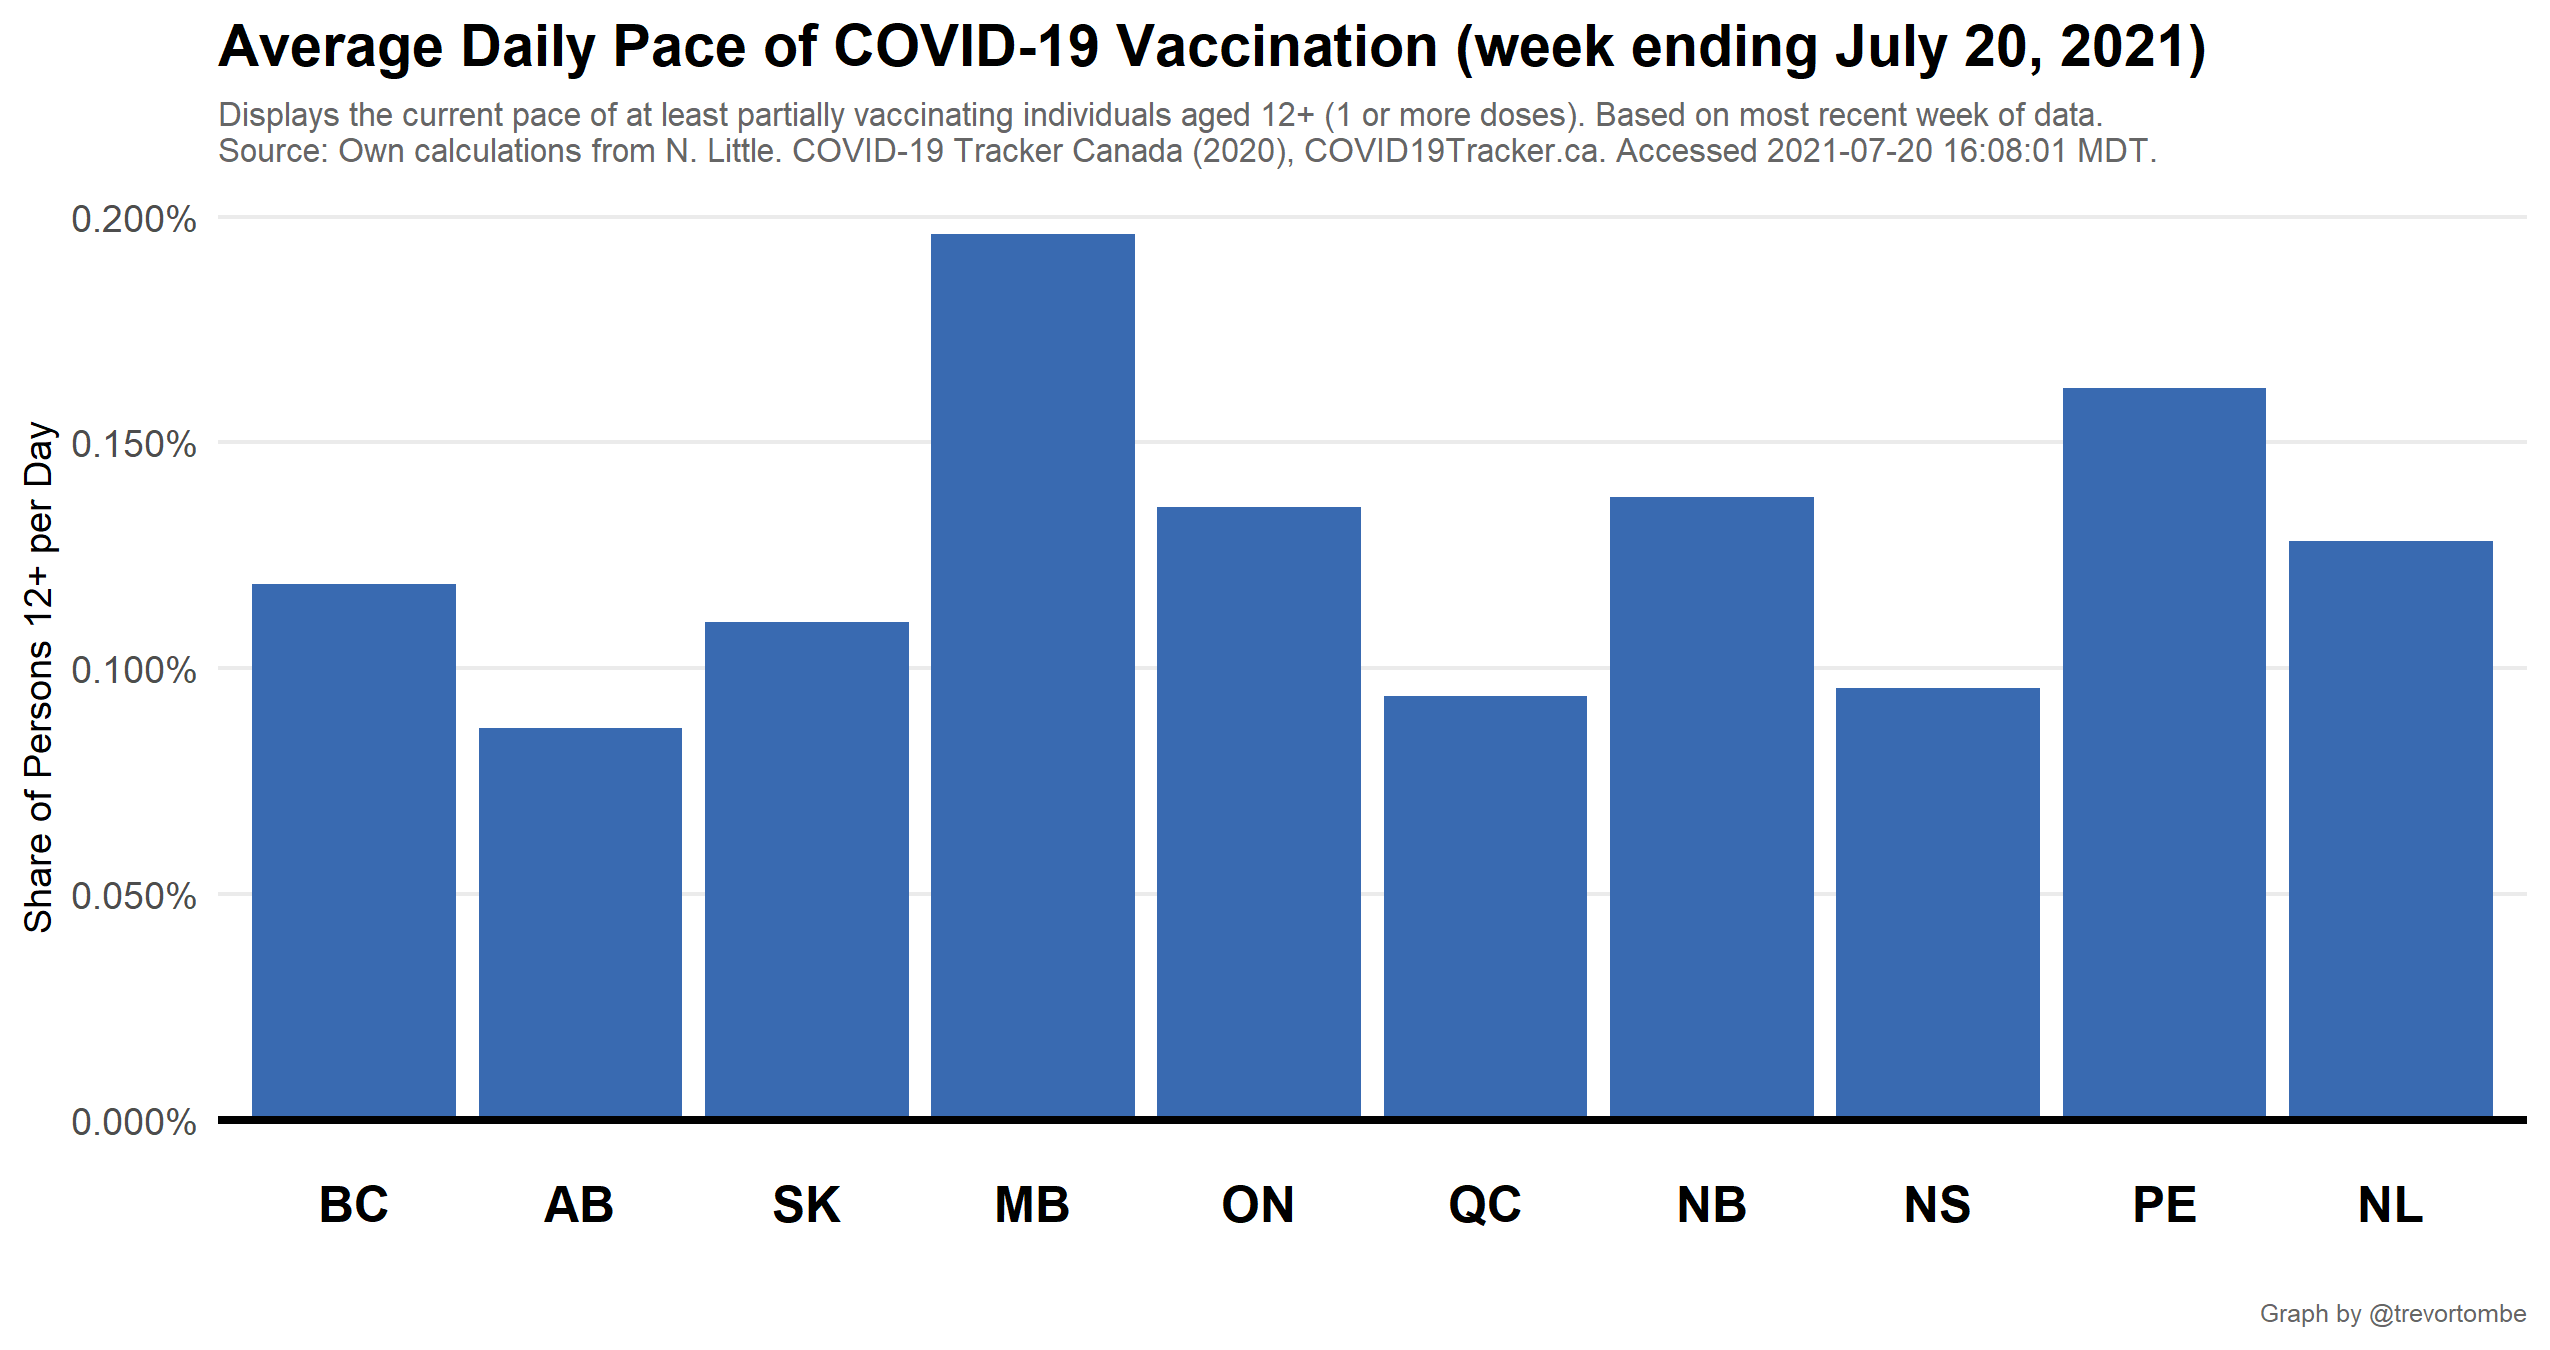 Average Daily Pace of COVID-19 Vaccination (week ending July 20, 2021)
Displays the current pace of at least partially vaccinating individuals aged 12+ (1 or more doses). Based on most recent week of data.
Source: Own calculations from N. Little. COVID-19 Tracker Canada (2020), COVID19Tracker.ca. Accessed 2021-07-20 16:08:01 MDT.
Share of Persons 12+ per Day
0.200%
0.150%
0.100%
0.050%
0.000%
BC AB SK MB ON QC NB NS PE NL
Graph by @trevortombe